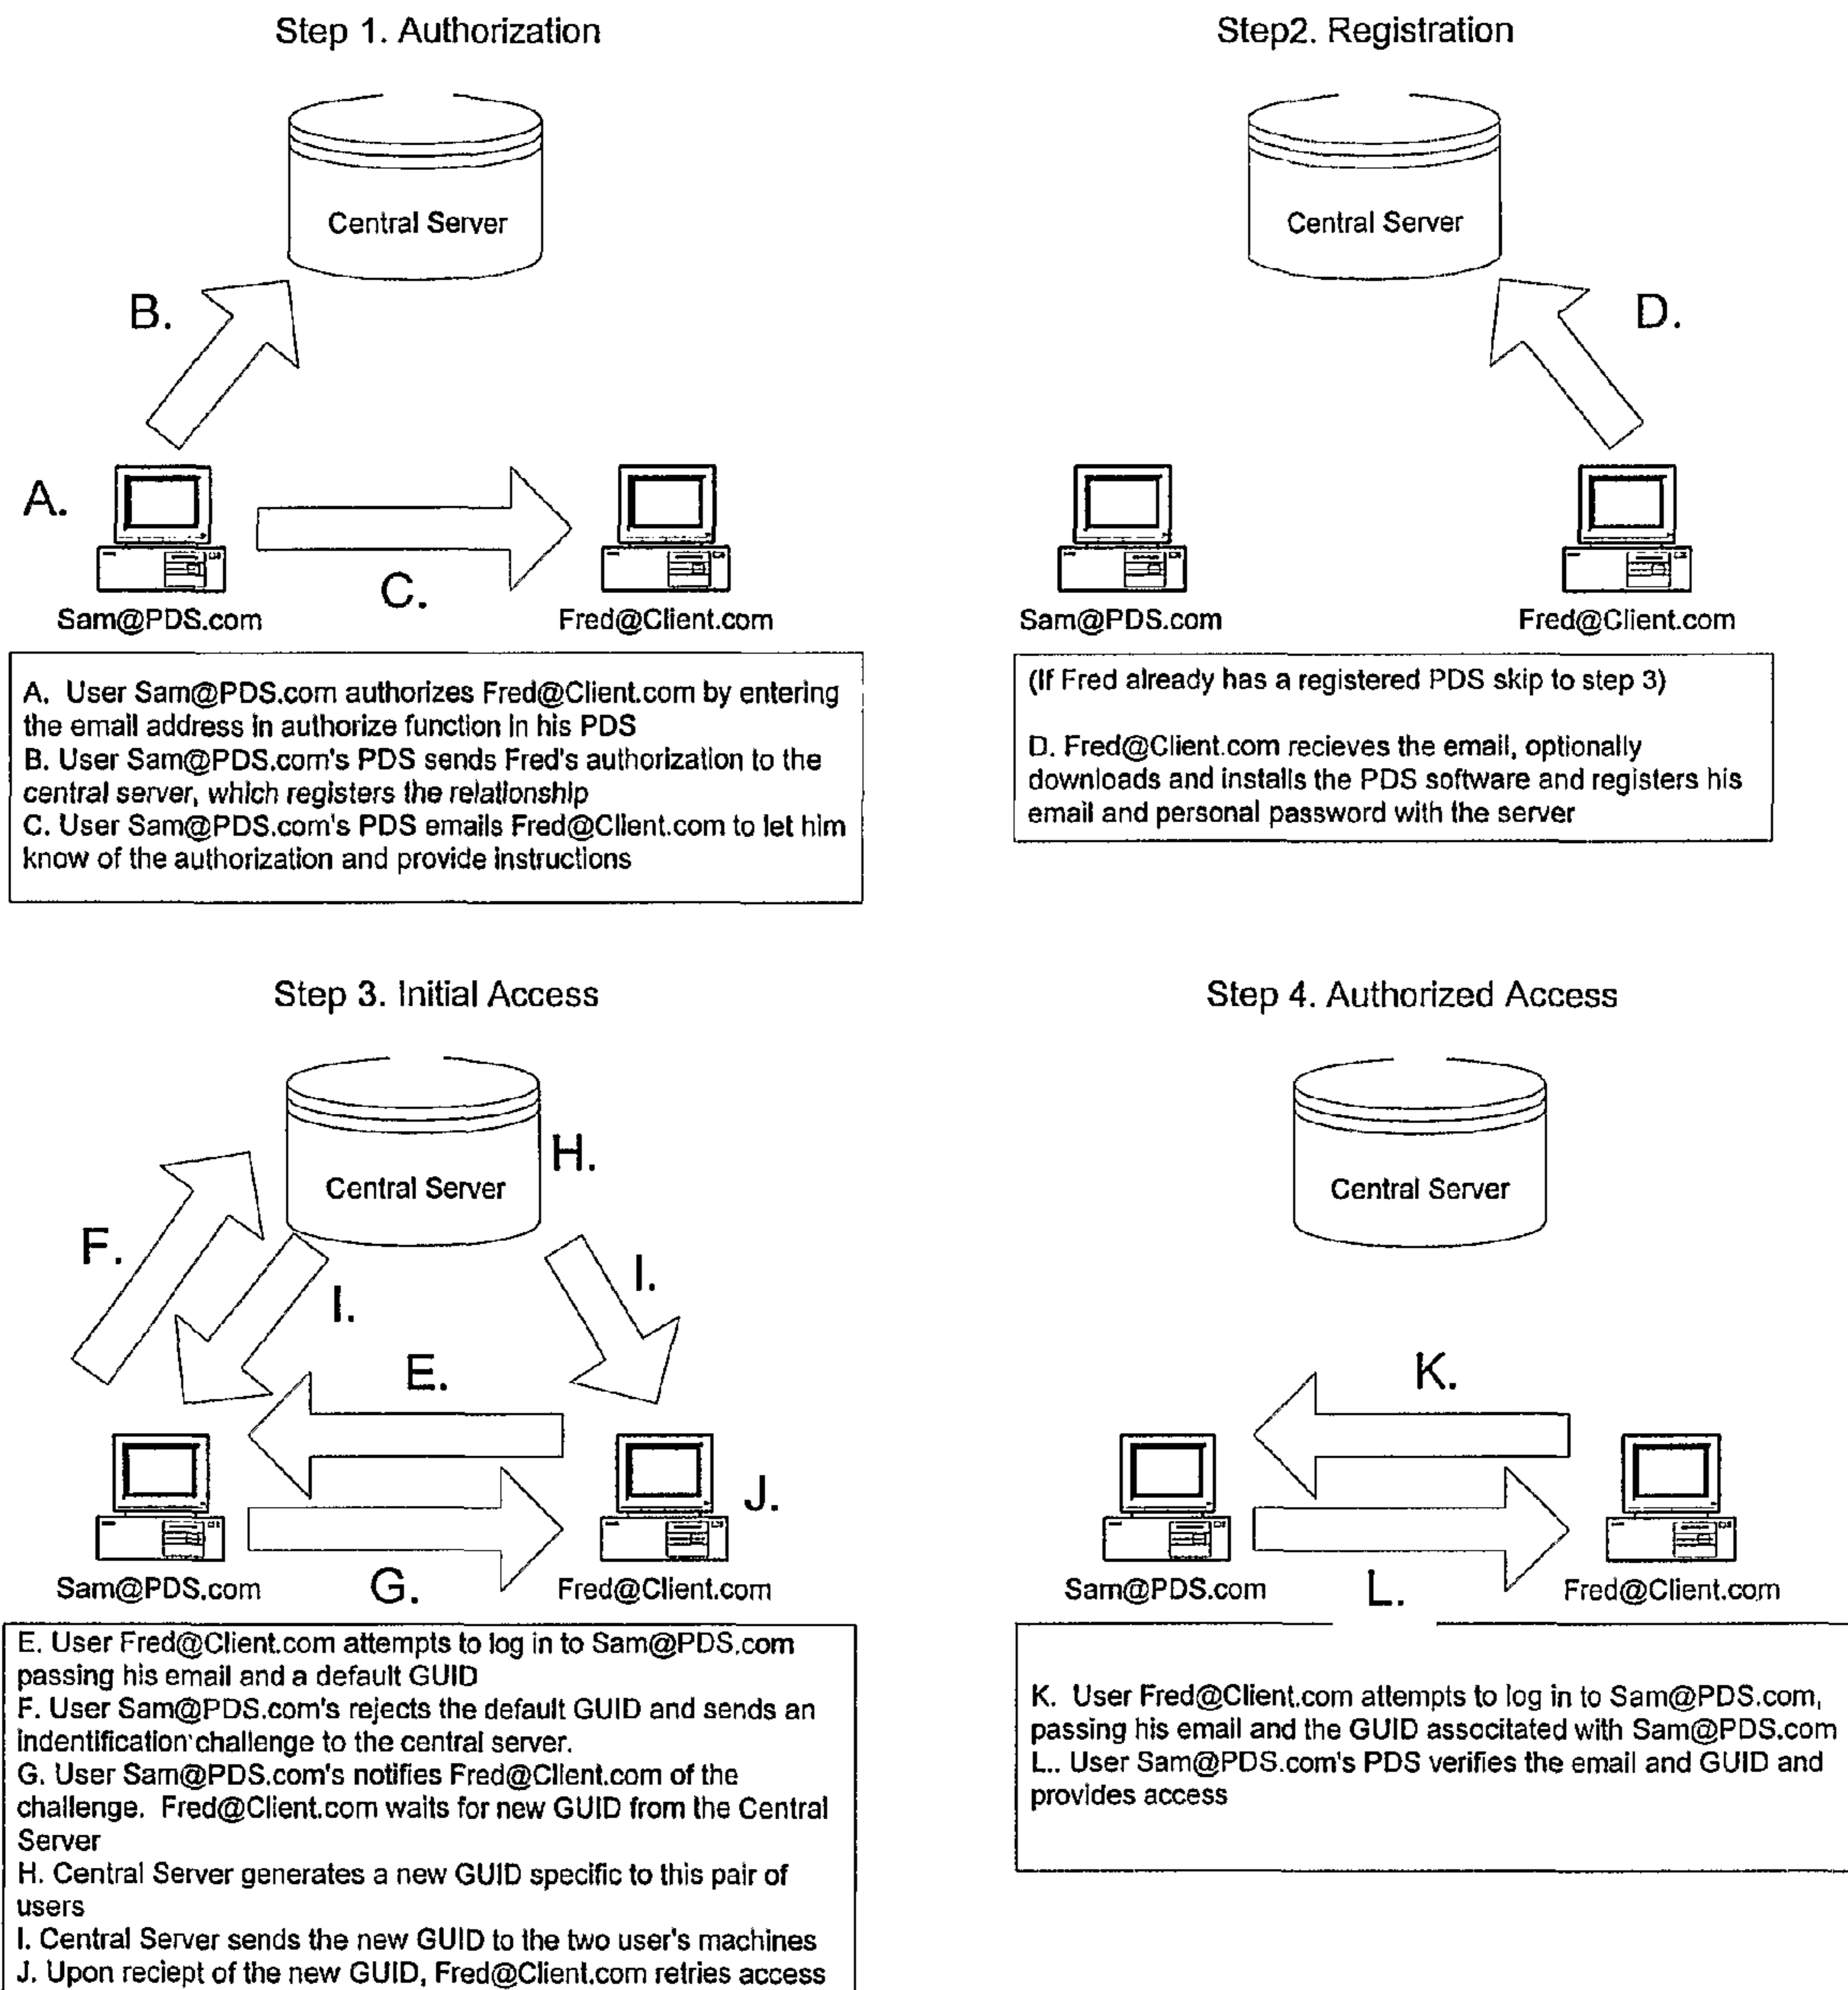 Step 1. Authorization
Central Server
B.
A.
C.
Sam@PDS.com
Fred@Client.com
A. User Sam@PDS.com authorizes Fred@Client.com by entering
the email address in authorize function in his PDS
B. User Sam@PDS.com's PDS sends Fred's authorization to the
central server, which registers the relationship
C. User Sam@PDS.com's PDS emails Fred@Client.com to let him
know of the authorization and provide instructions
Step2. Registration
Central Server
D.
Sam@PDS.com
Fred@Client.com
(If Fred already has a registered PDS skip to step 3)
D. Fred@Client.com recieves the email, optionally
downloads and installs the PDS software and registers his
email and personal password with the server
Step 3. Initial Access
H.
Central Server
F.
I.
I.
E.
J.
Sam@PDS.com
G.
Fred@Client.com
E. User Fred@Client.com attempts to log in to Sam@PDS.com
passing his email and a default GUID
F. User Sam@PDS.com's rejects the default GUID and sends an
indentification challenge to the central server.
G. User Sam@PDS.com's notifies Fred@Client.com of the
challenge. Fred@Client.com waits for new GUID from the Central
Server
H. Central Server generates a new GUID specific to this pair of
users
I. Central Server sends the new GUID to the two user's machines
J. Upon reciept of the new GUID, Fred@Client.com retries access
Step 4. Authorized Access
Central Server
K.
Sam@PDS.com
L.
Fred@Client.com
K. User Fred@Client.com attempts to log in to Sam@PDS.com,
passing his email and the GUID associtated with Sam@PDS.com
L.. User Sam@PDS.com's PDS verifies the email and GUID and
provides access